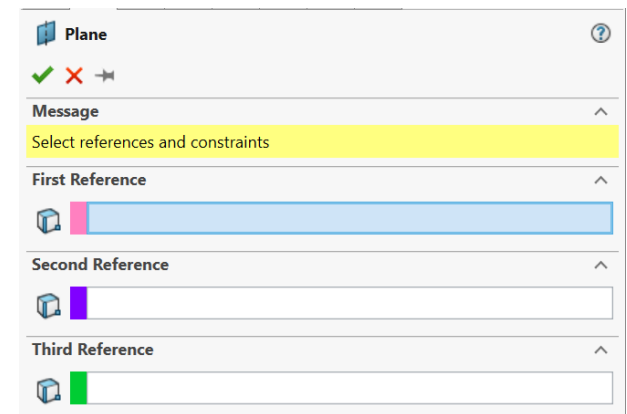 Plane
Message
Select references and constraints
First Reference
Second Reference
Third Reference